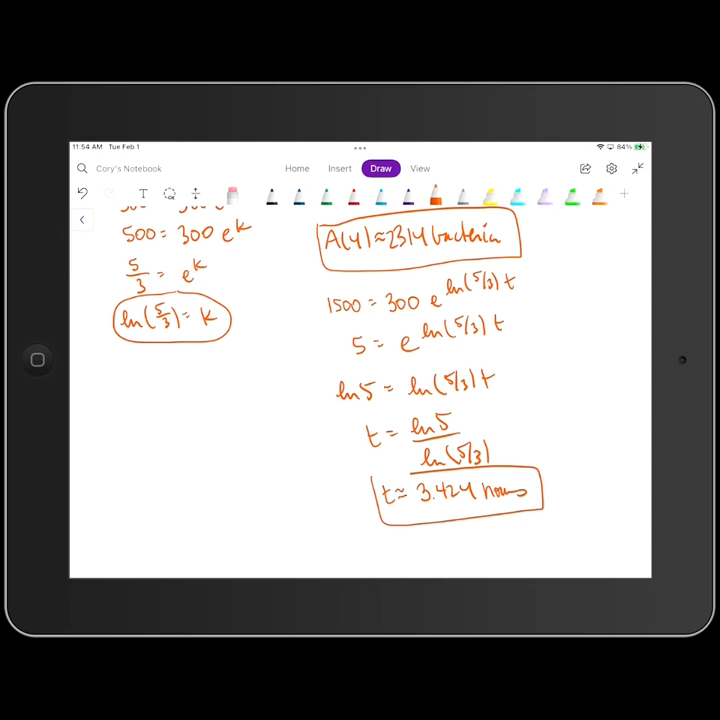 11:54 AM Tue Feb 1
84%
Cory's Notebook
Home Insert Draw View
T
500 = 300 e^k
5/3 = e^k
ln(5/3) = k
A(4) ≈ 2314 bacteria
1500 = 300 e^ln(5/3) t
5 = e^ln(5/3) t
ln 5 = ln(5/3) t
t = ln 5 / ln(5/3)
t ≈ 3.424 hours